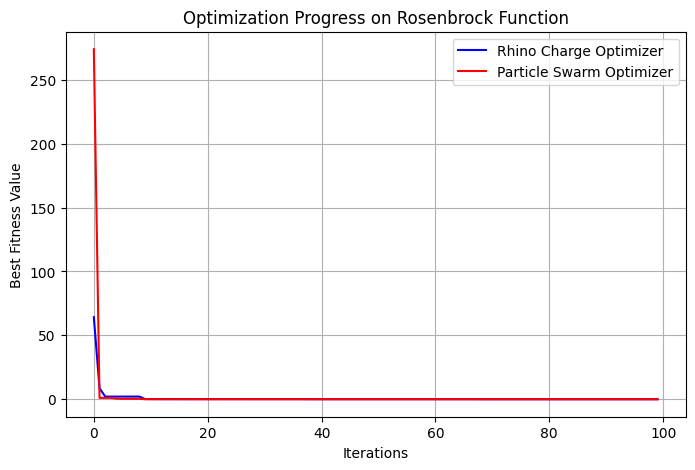 Optimization Progress on Rosenbrock Function
Rhino Charge Optimizer
Particle Swarm Optimizer
Best Fitness Value
250
200
150
100
50
0
0 20 40 60 80 100
Iterations